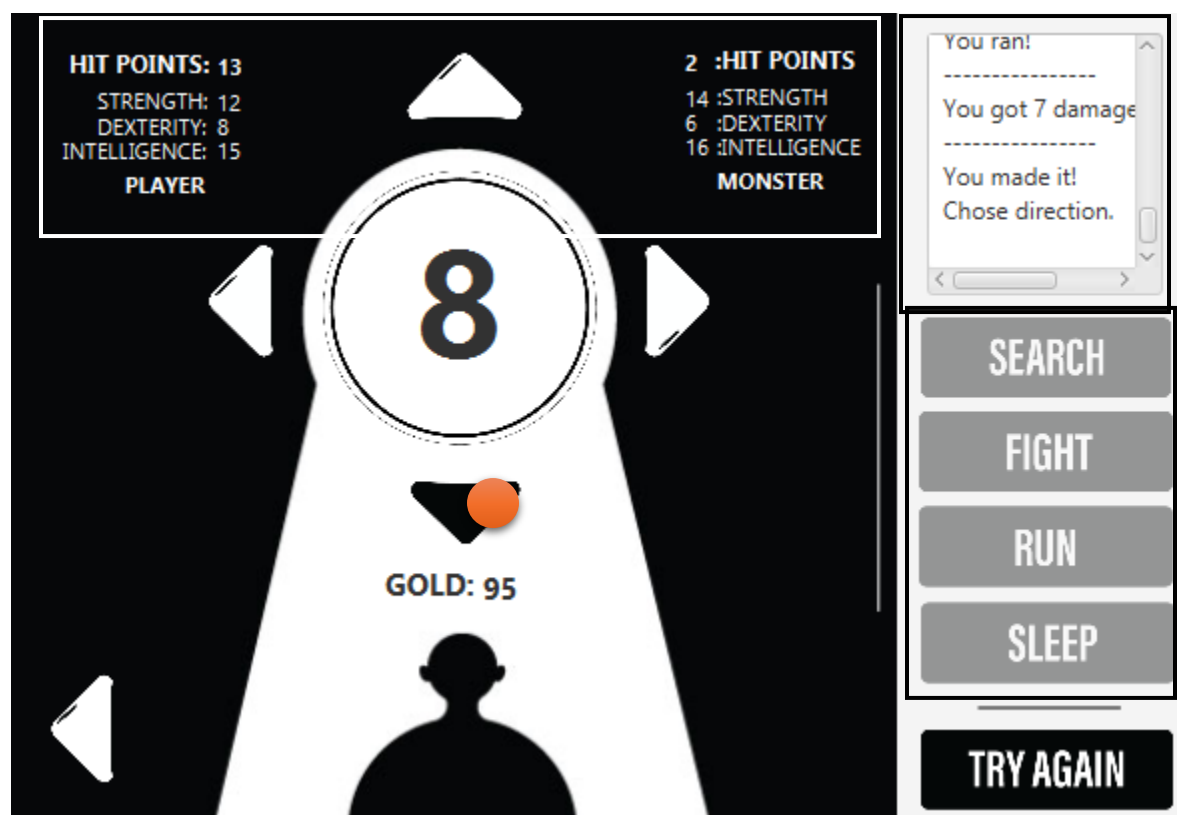 HIT POINTS: 13
STRENGTH: 12
DEXTERITY: 8
INTELLIGENCE: 15
PLAYER
2 :HIT POINTS
14 :STRENGTH
6 :DEXTERITY
16 :INTELLIGENCE
MONSTER
8
GOLD: 95
You ran!
----------------
You got 7 damage
----------------
You made it!
Chose direction.
SEARCH
FIGHT
RUN
SLEEP
TRY AGAIN